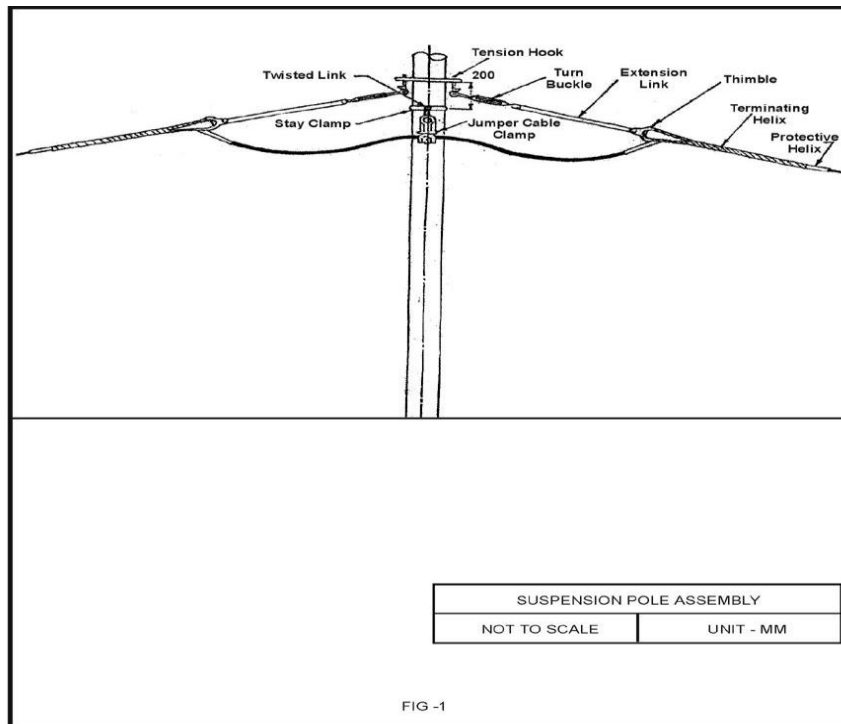 Tension Hook
200
Twisted Link
Turn
Buckle
Extension
Link
Thimble
Terminating
Helix
Protective
Helix
Stay Clamp
Jumper Cable
Clamp
SUSPENSION POLE ASSEMBLY
NOT TO SCALE
UNIT - MM
FIG -1